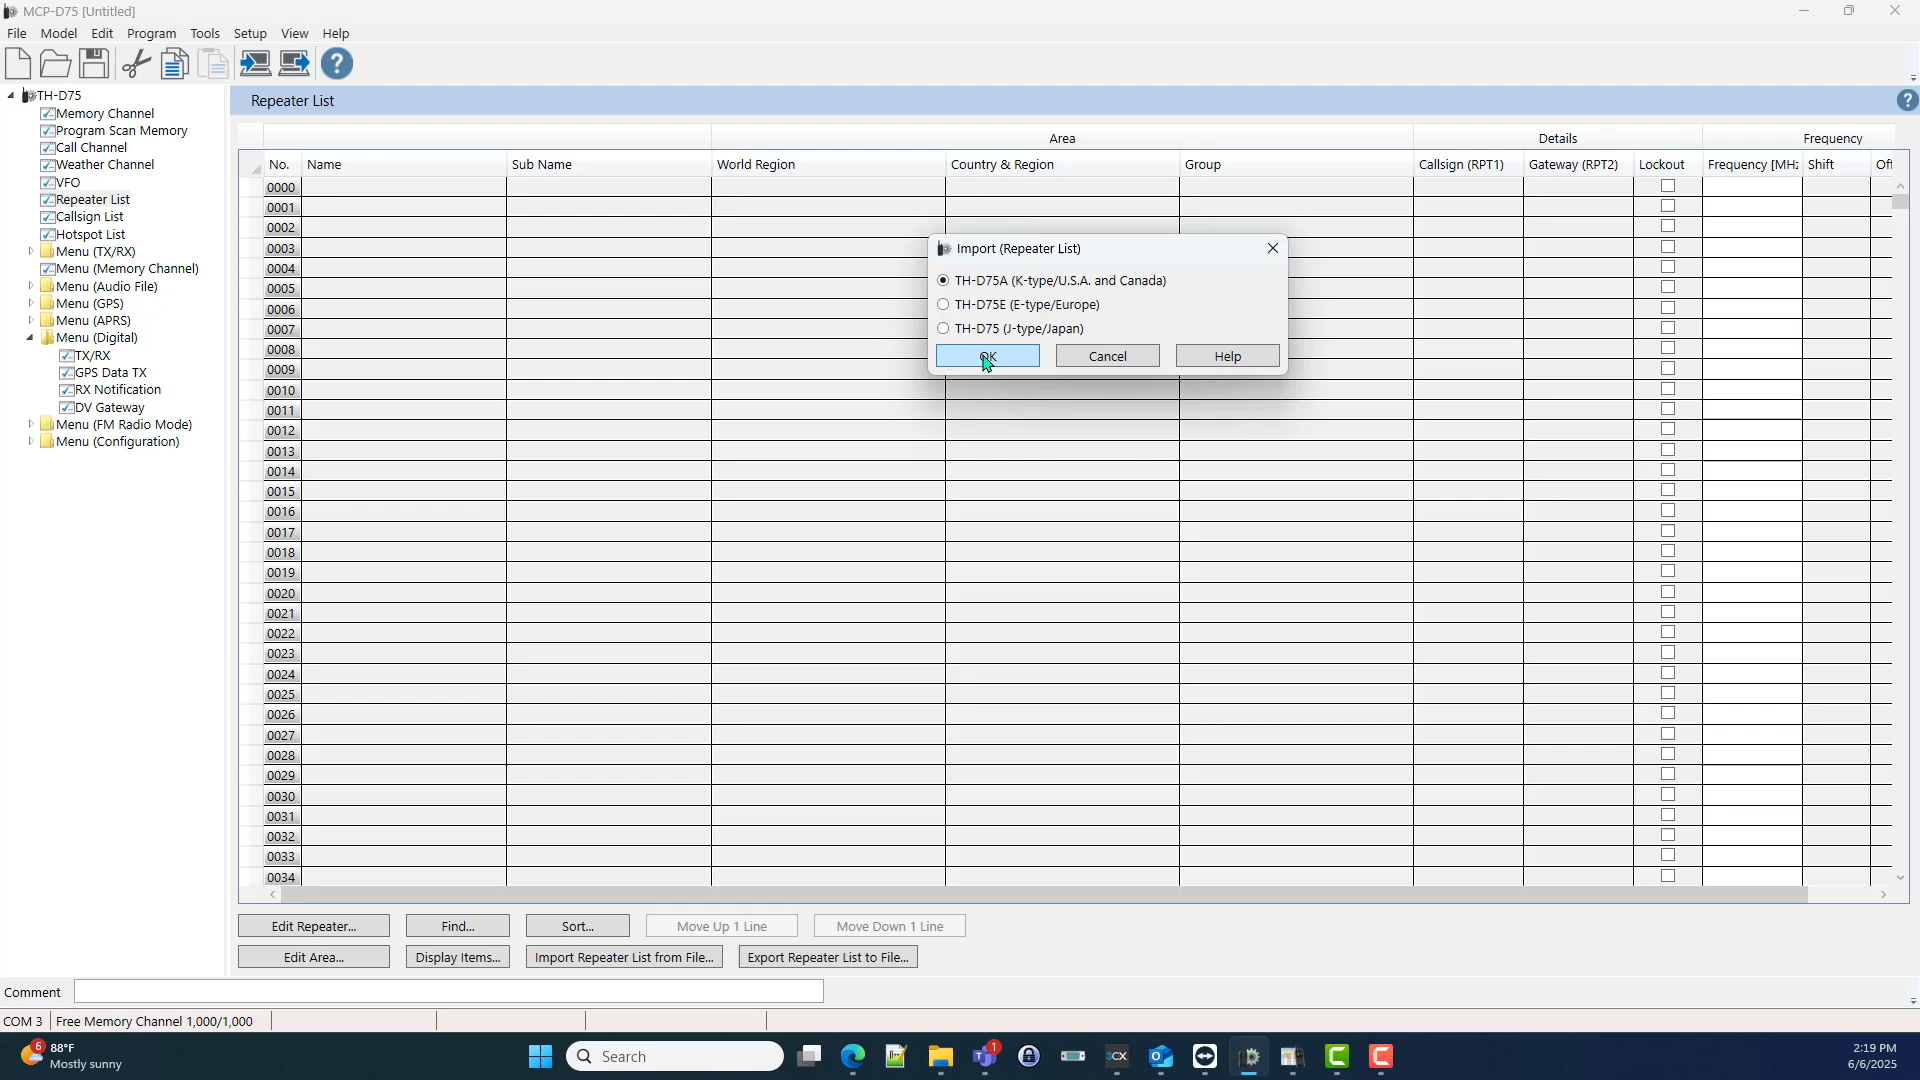 MCP-D75 [Untitled]
File Model Edit Program Tools Setup View Help
TH-D75
Memory Channel
Program Scan Memory
Call Channel
Weather Channel
VFO
Repeater List
Callsign List
Hotspot List
Menu (TX/RX)
Menu (Memory Channel)
Menu (Audio File)
Menu (GPS)
Menu (APRS)
Menu (Digital)
TX/RX
GPS Data TX
RX Notification
DV Gateway
Menu (FM Radio Mode)
Menu (Configuration)
Repeater List
Area Details Frequency
No. Name Sub Name World Region Country & Region Group Callsign (RPT1) Gateway (RPT2) Lockout Frequency [MHz Shift Off
0000
0001
0002
0003
0004
0005
0006
0007
0008
0009
0010
0011
0012
0013
0014
0015
0016
0017
0018
0019
0020
0021
0022
0023
0024
0025
0026
0027
0028
0029
0030
0031
0032
0033
0034
Import (Repeater List)
TH-D75A (K-type/U.S.A. and Canada)
TH-D75E (E-type/Europe)
TH-D75 (J-type/Japan)
OK Cancel Help
Edit Repeater... Find... Sort... Move Up 1 Line Move Down 1 Line
Edit Area... Display Items... Import Repeater List from File... Export Repeater List to File...
Comment
COM 3 Free Memory Channel 1,000/1,000
6 88°F
Mostly sunny
Search
1
3CX
2:19 PM
6/6/2025